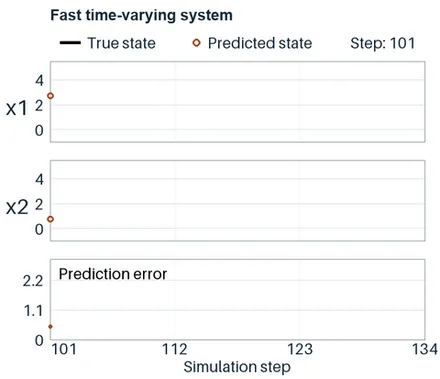 Fast time-varying system
True state Predicted state Step: 101
4
x1 2
0
4
x2 2
0
Prediction error
2.2
1.1
0
101 112 123 134
Simulation step